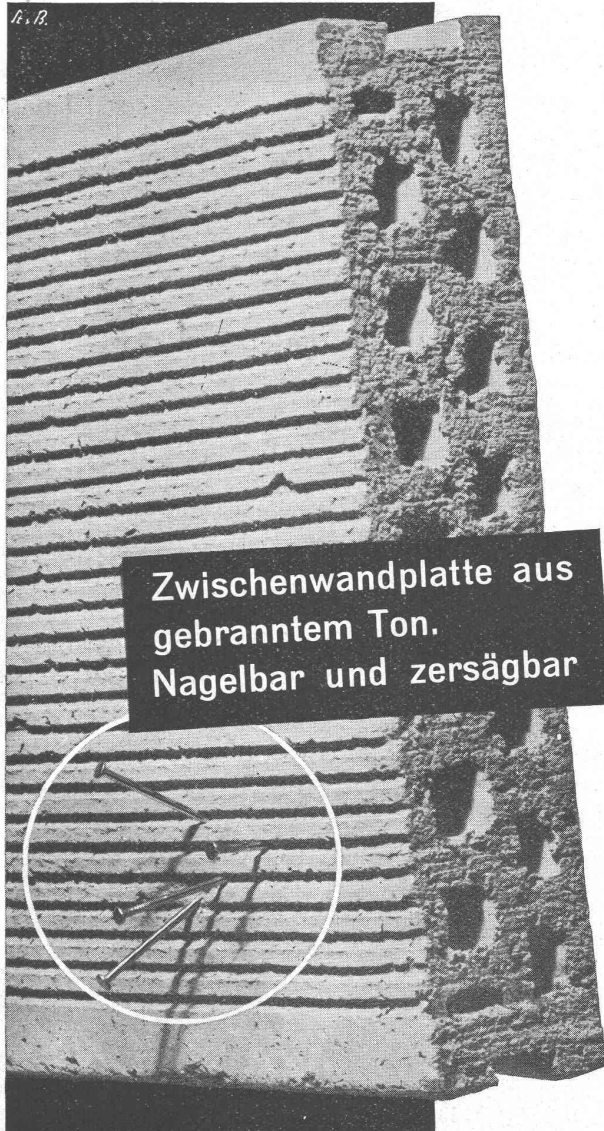 A.B.
Zwischenwandplatte aus
gebranntem Ton.
Nagelbar und zersägbar